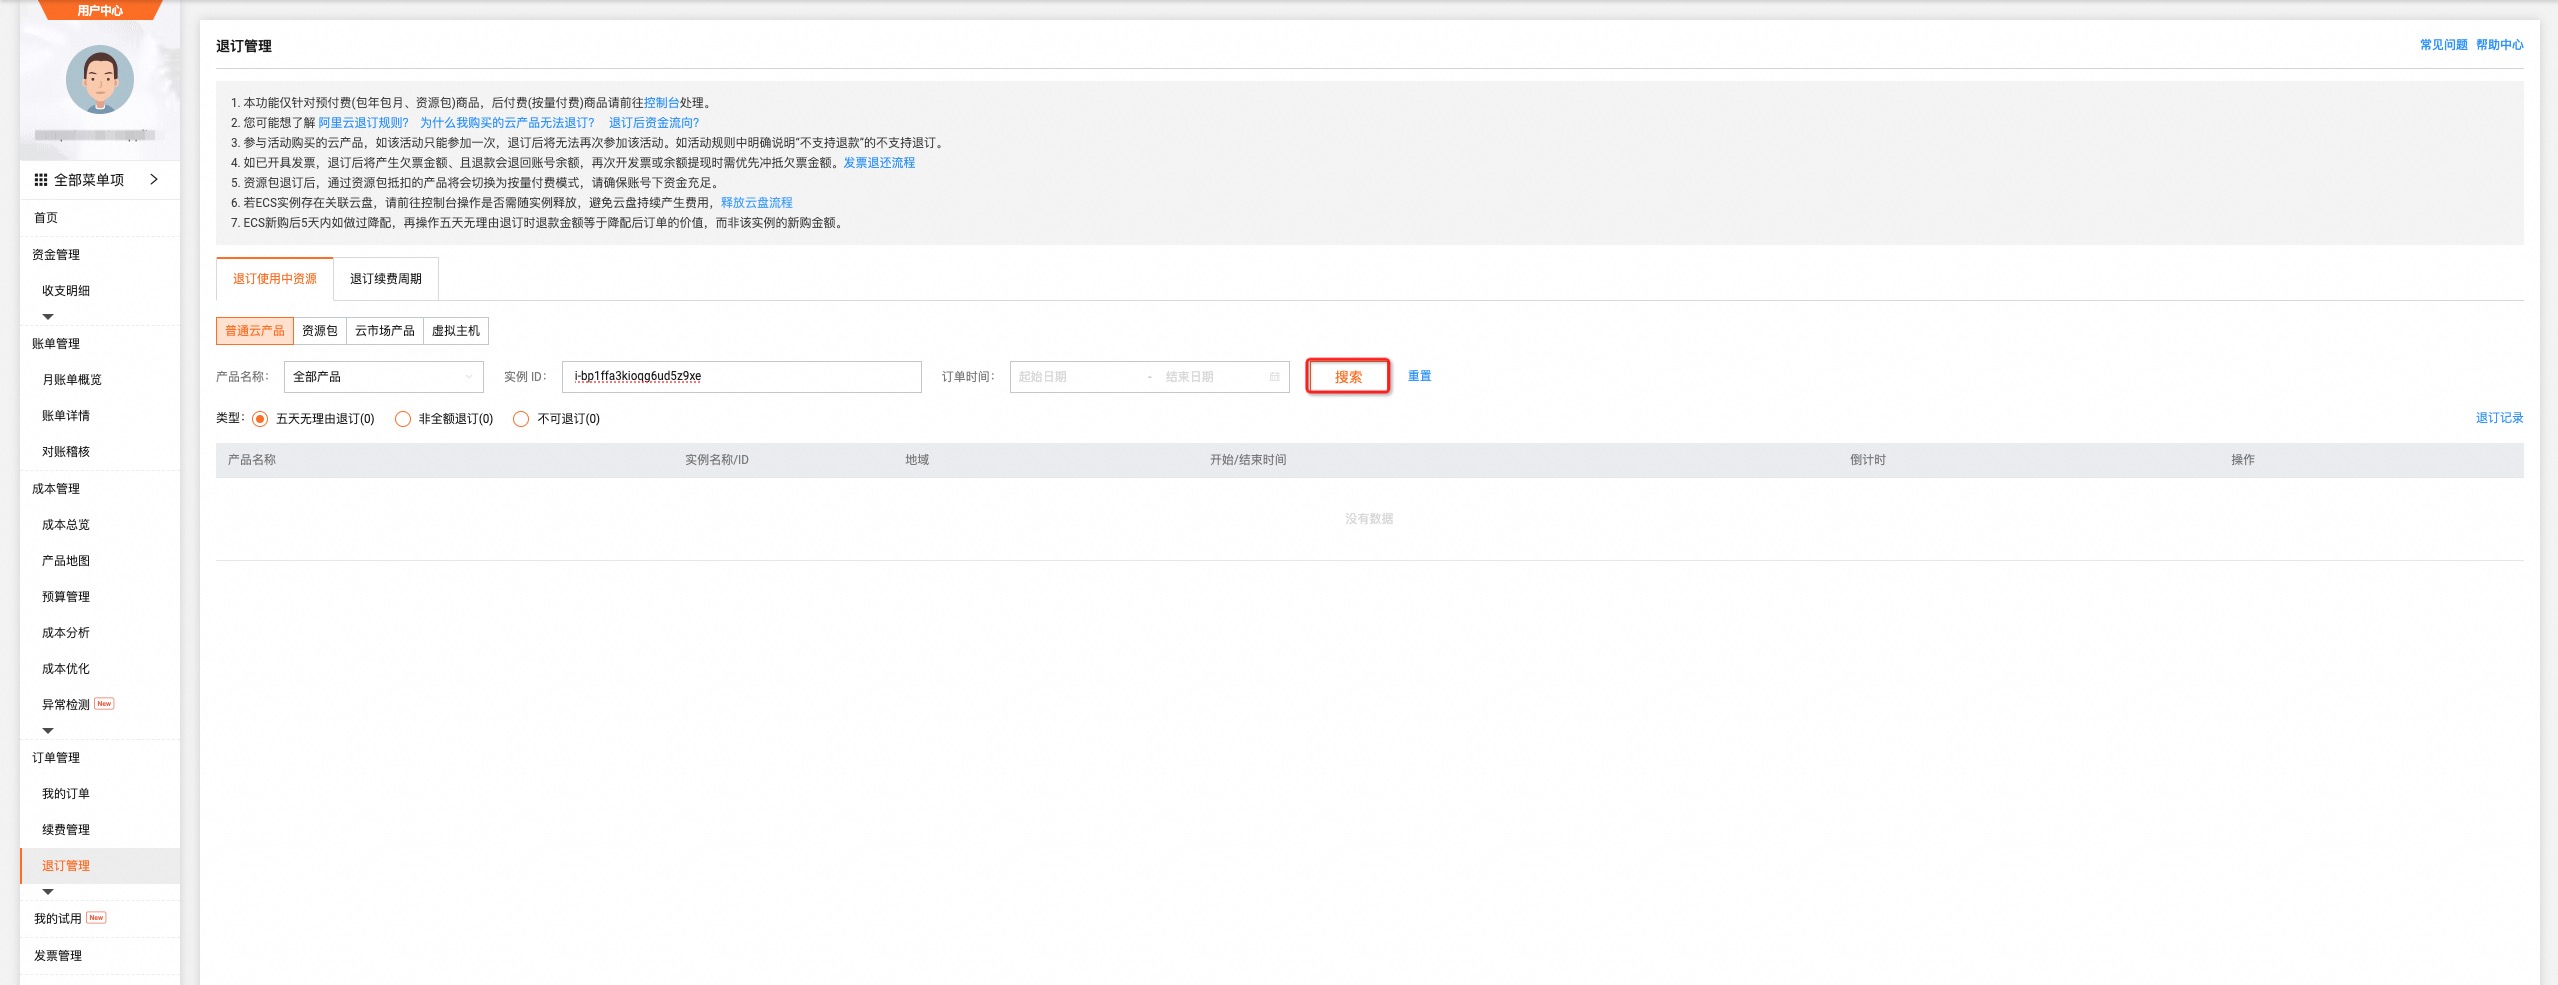 用户中心
全部菜单项
首页
资金管理
收支明细
账单管理
月账单概览
账单详情
对账稽核
成本管理
成本总览
产品地图
预算管理
成本分析
成本优化
异常检测 New
订单管理
我的订单
续费管理
退订管理
我的试用 New
发票管理
退订管理
常见问题 帮助中心
1. 本功能仅针对预付费(包年包月、资源包)商品，后付费(按量付费)商品请前往控制台处理。
2. 您可能想了解 阿里云退订规则? 为什么我购买的云产品无法退订? 退订后资金流向?
3. 参与活动购买的云产品，如该活动只能参加一次，退订后将无法再次参加该活动。如活动规则中明确说明“不支持退款”的不支持退订。
4. 如已开具发票，退订后将产生欠票金额、且退款会退回账号余额，再次开发票或余额提现时需优先冲抵欠票金额。发票退还流程
5. 资源包退订后，通过资源包抵扣的产品将会切换为按量付费模式，请确保账号下资金充足。
6. 若ECS实例存在关联云盘，请前往控制台操作是否需随实例释放，避免云盘持续产生费用，释放云盘流程
7. ECS新购后5天内如做过降配，再操作五天无理由退订时退款金额等于降配后订单的价值，而非该实例的新购金额。
退订使用中资源 退订续费周期
普通云产品 资源包 云市场产品 虚拟主机
产品名称： 全部产品 实例 ID： i-bp1ffa3kioqg6ud5z9xe 订单时间： 起始日期 - 结束日期 搜索 重置
类型： 五天无理由退订(0) 非全额退订(0) 不可退订(0) 退订记录
产品名称 实例名称/ID 地域 开始/结束时间 倒计时 操作
没有数据